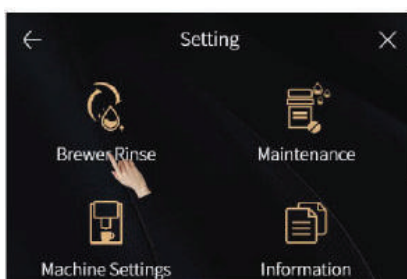 Setting
Brewer Rinse
Maintenance
Machine Settings
Information